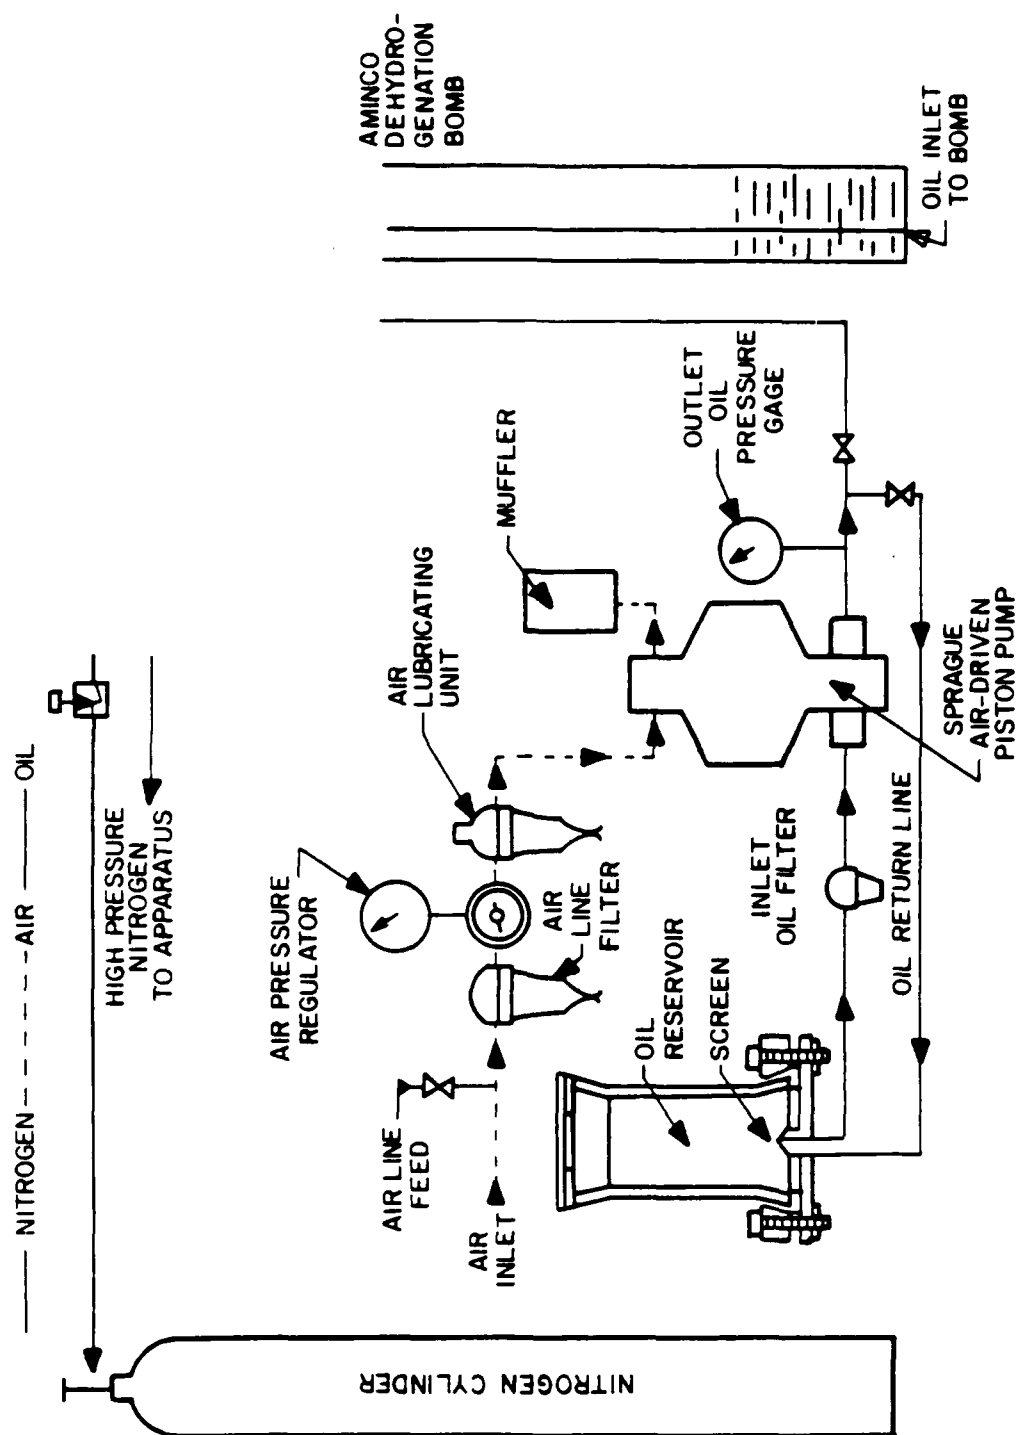 — NITROGEN — - - - AIR — OIL
HIGH PRESSURE
NITROGEN
TO APPARATUS
AMINCO
DEHYDRO-
GENATION
BOMB
AIR PRESSURE
REGULATOR
AIR
LUBRICATING
UNIT
MUFFLER
AIR LINE
FEED
AIR
INLET
AIR
LINE
FILTER
OUTLET
OIL
PRESSURE
GAGE
OIL
RESERVOIR
SCREEN
INLET
OIL FILTER
OIL RETURN LINE
SPRAGUE
AIR-DRIVEN
PISTON PUMP
OIL INLET
TO BOMB
NITROGEN CYLINDER